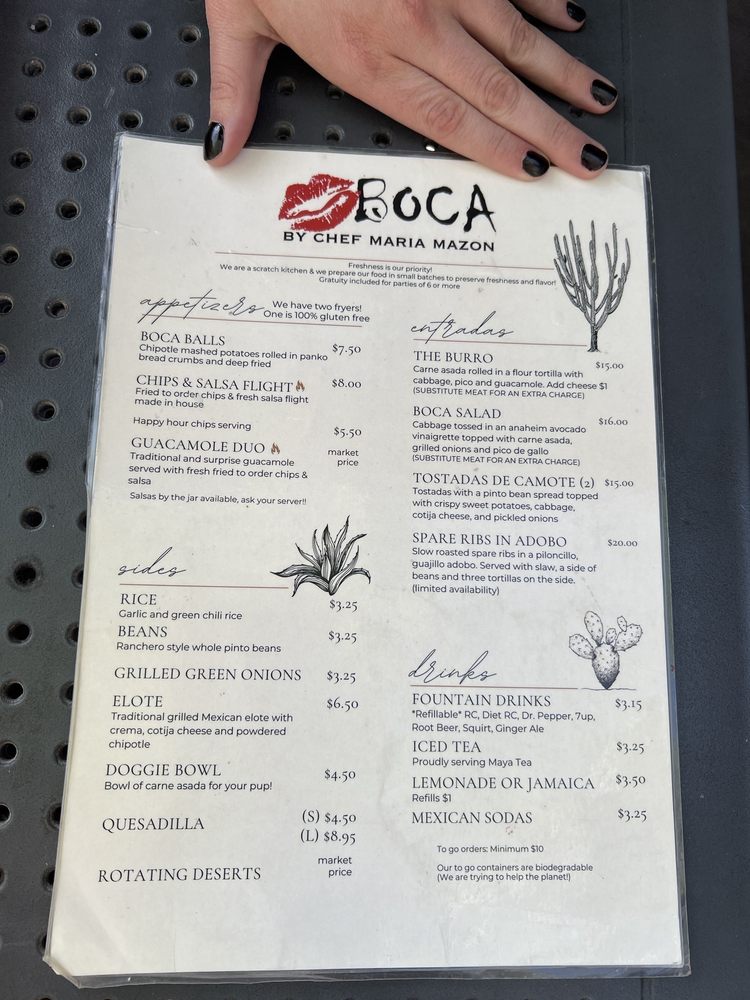 BOCA
BY CHEF MARIA MAZON
Freshness is our priority!
We are a scratch kitchen & we prepare our food in small batches to preserve freshness and flavor!
Gratuity included for parties of 6 or more
appetizers
We have two fryers!
One is 100% gluten free
BOCA BALLS $7.50
Chipotle mashed potatoes rolled in panko
bread crumbs and deep fried
CHIPS & SALSA FLIGHT $8.00
Fried to order chips & fresh salsa flight
made in house
Happy hour chips serving $5.50
GUACAMOLE DUO market
price
Traditional and surprise guacamole
served with fresh fried to order chips &
salsa
Salsas by the jar available, ask your server!!
sides
RICE $3.25
Garlic and green chili rice
BEANS $3.25
Ranchero style whole pinto beans
GRILLED GREEN ONIONS $3.25
ELOTE $6.50
Traditional grilled Mexican elote with
crema, cotija cheese and powdered
chipotle
DOGGIE BOWL $4.50
Bowl of carne asada for your pup!
QUESADILLA (S) $4.50
(L) $8.95
ROTATING DESERTS market
price
entradas
THE BURRO $15.00
Carne asada rolled in a flour tortilla with
cabbage, pico and guacamole. Add cheese $1
(SUBSTITUTE MEAT FOR AN EXTRA CHARGE)
BOCA SALAD $16.00
Cabbage tossed in an anaheim avocado
vinaigrette topped with carne asada,
grilled onions and pico de gallo
(SUBSTITUTE MEAT FOR AN EXTRA CHARGE)
TOSTADAS DE CAMOTE (2) $15.00
Tostadas with a pinto bean spread topped
with crispy sweet potatoes, cabbage,
cotija cheese, and pickled onions
SPARE RIBS IN ADOBO $20.00
Slow roasted spare ribs in a piloncillo,
guajillo adobo. Served with slaw, a side of
beans and three tortillas on the side.
(limited availability)
drinks
FOUNTAIN DRINKS $3.15
*Refillable* RC, Diet RC, Dr. Pepper, 7up,
Root Beer, Squirt, Ginger Ale
ICED TEA $3.25
Proudly serving Maya Tea
LEMONADE OR JAMAICA $3.50
Refills $1
MEXICAN SODAS $3.25
To go orders: Minimum $10
Our to go containers are biodegradable
(We are trying to help the planet!)